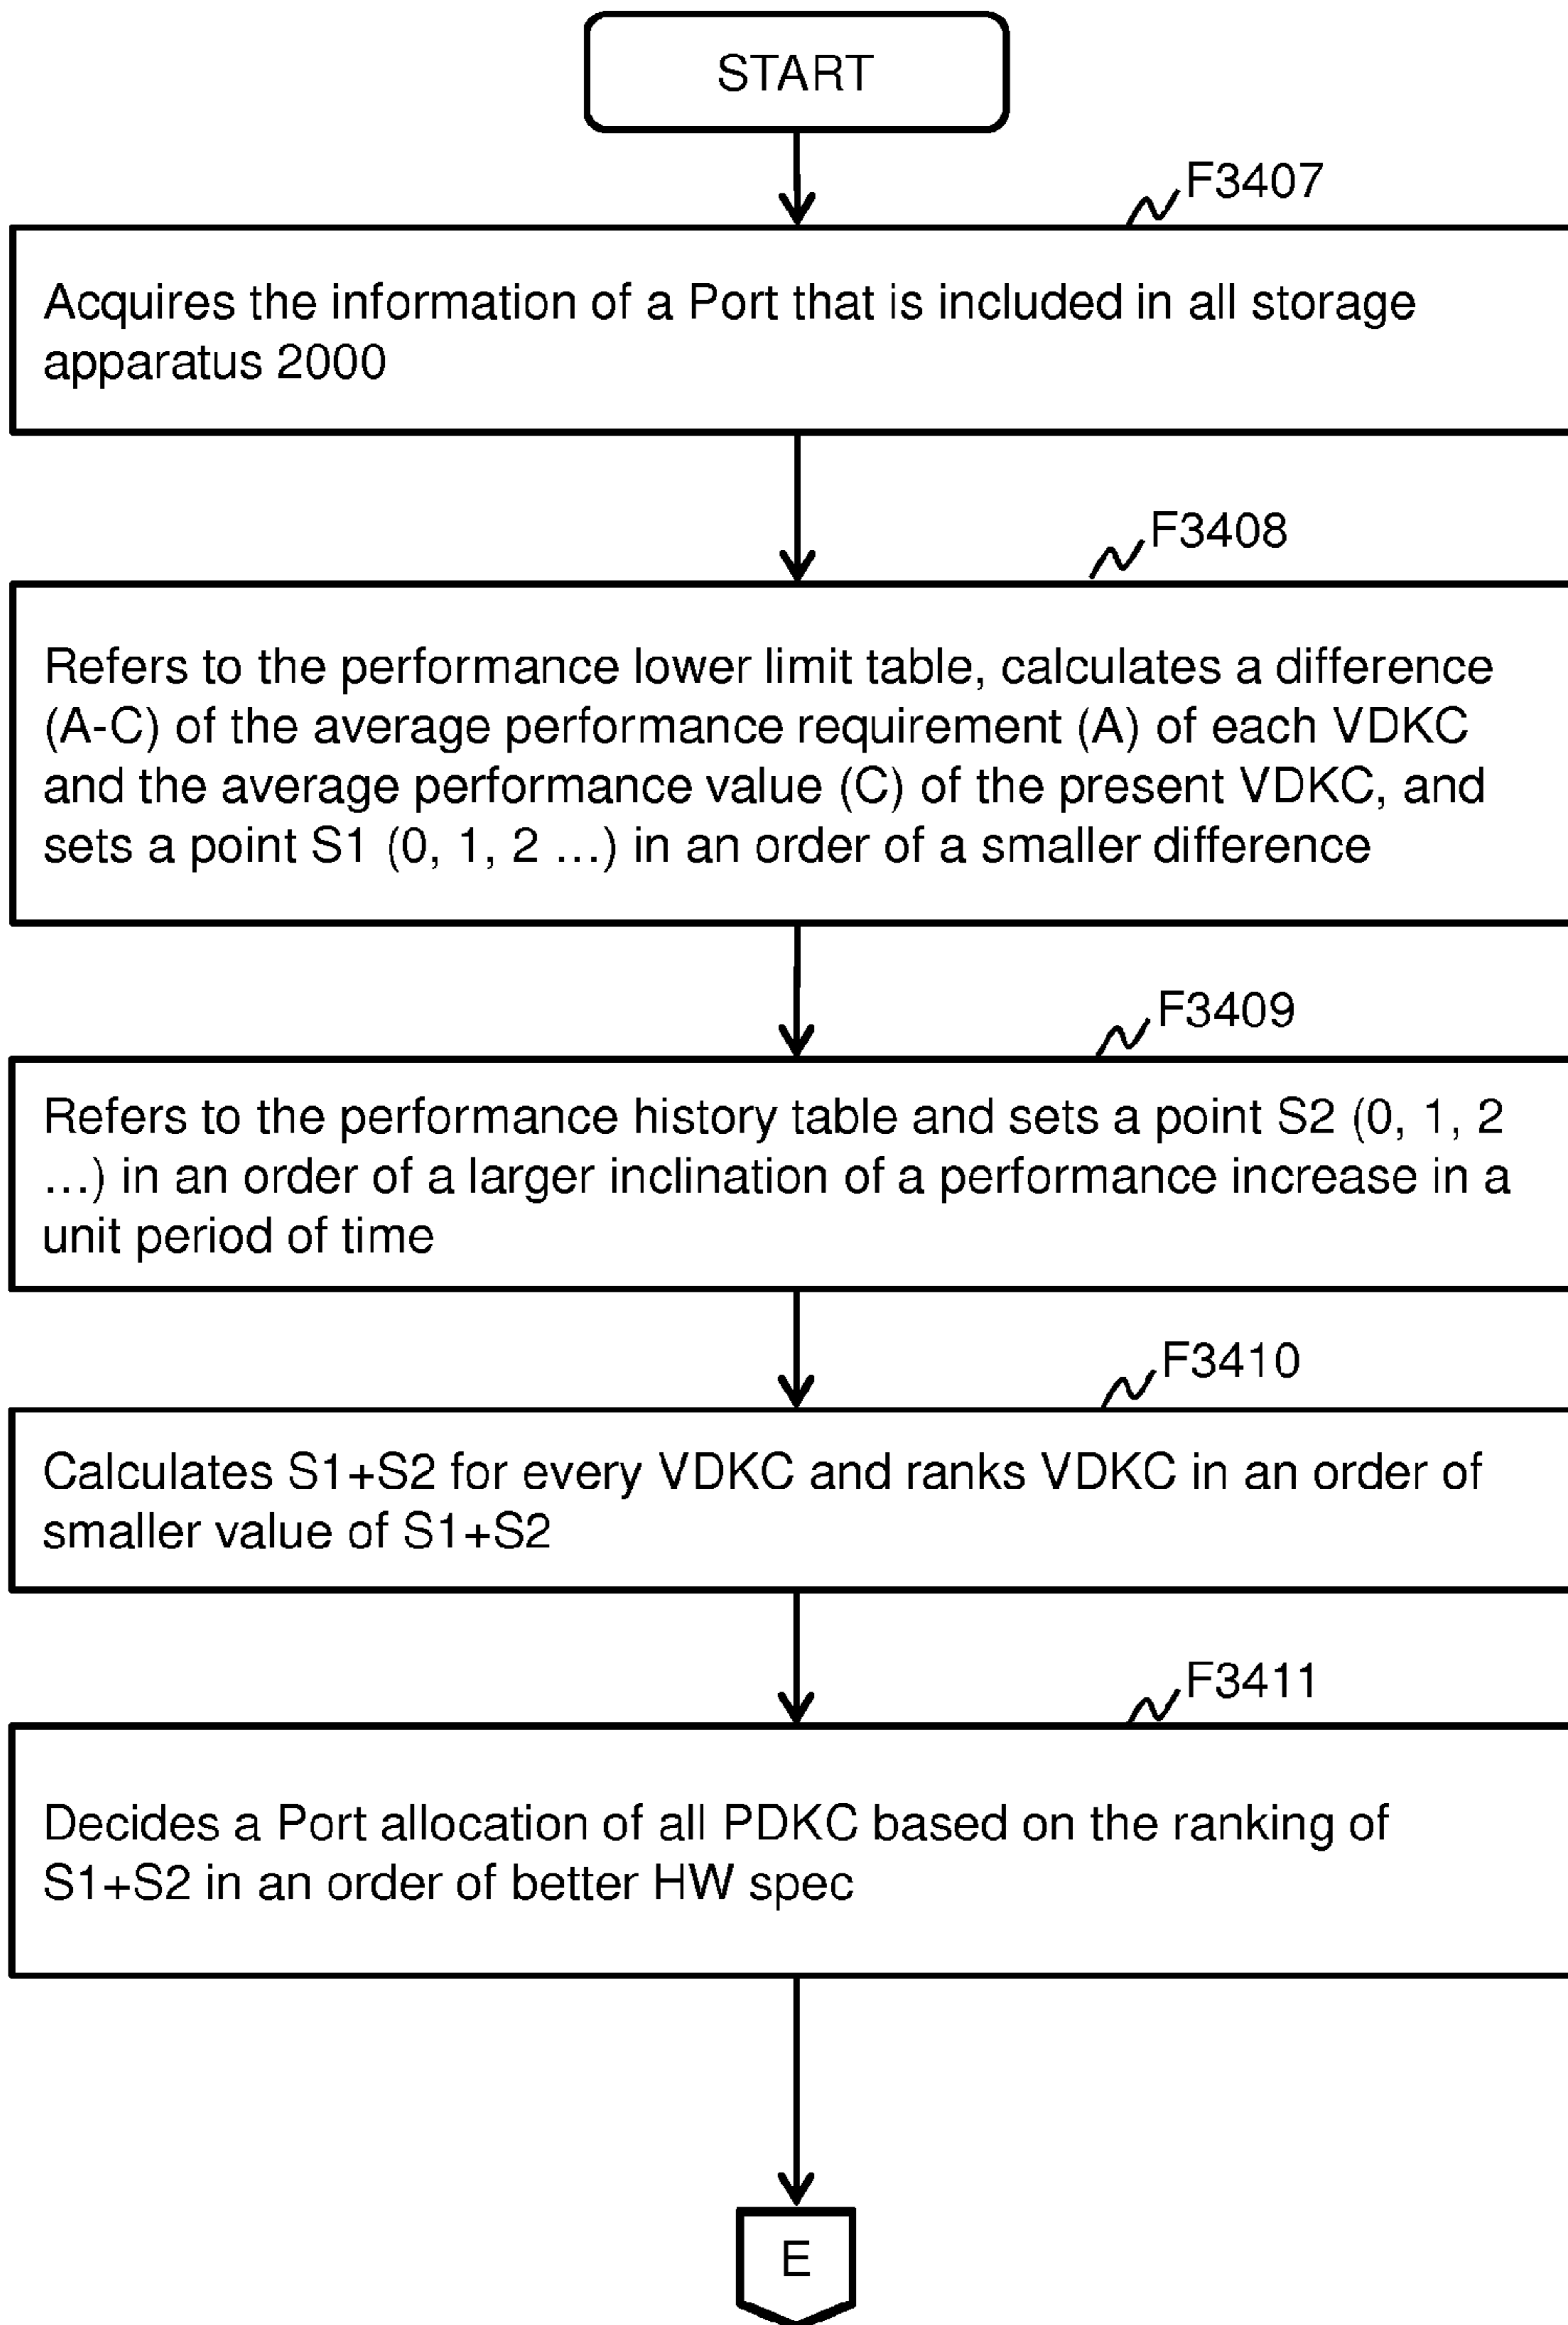 START
F3407
Acquires the information of a Port that is included in all storage
apparatus 2000
F3408
Refers to the performance lower limit table, calculates a difference
(A-C) of the average performance requirement (A) of each VDKC
and the average performance value (C) of the present VDKC, and
sets a point S1 (0, 1, 2 ...) in an order of a smaller difference
F3409
Refers to the performance history table and sets a point S2 (0, 1, 2
...) in an order of a larger inclination of a performance increase in a
unit period of time
F3410
Calculates S1+S2 for every VDKC and ranks VDKC in an order of
smaller value of S1+S2
F3411
Decides a Port allocation of all PDKC based on the ranking of
S1+S2 in an order of better HW spec
E